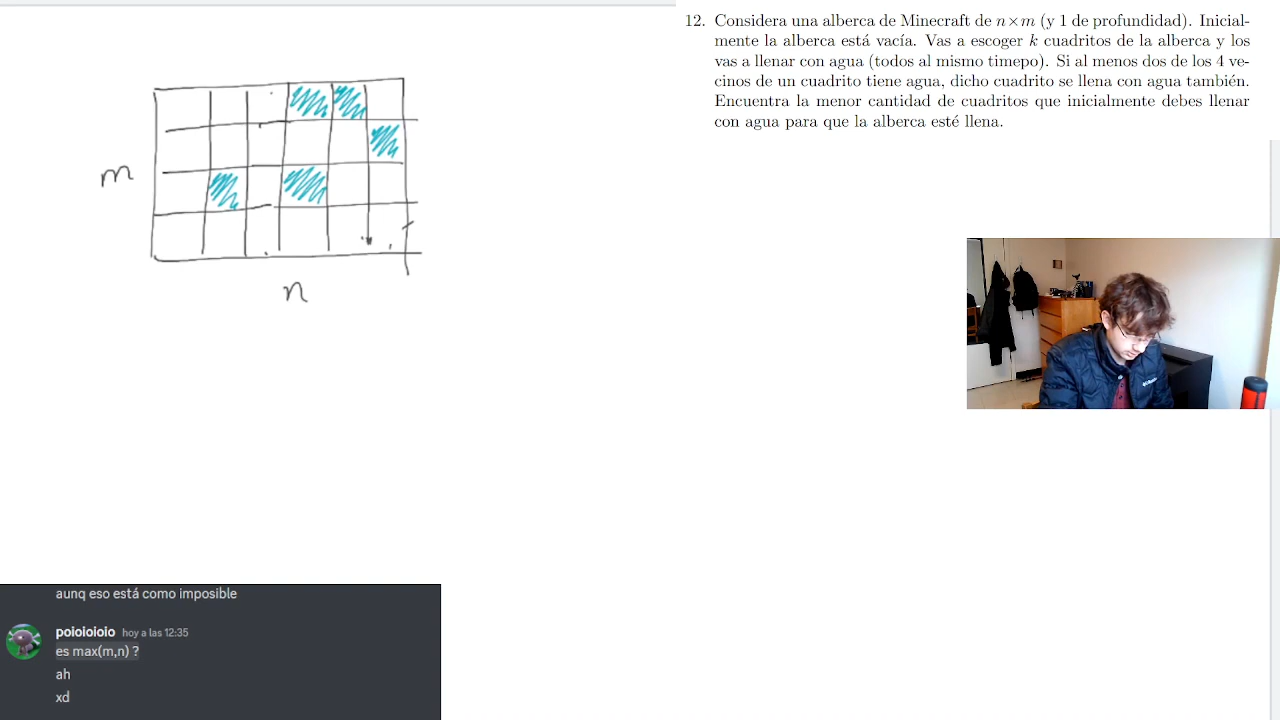 12. Considera una alberca de Minecraft de n×m (y 1 de profundidad). Inicial-
mente la alberca está vacía. Vas a escoger k cuadritos de la alberca y los
vas a llenar con agua (todos al mismo timepo). Si al menos dos de los 4 ve-
cinos de un cuadrito tiene agua, dicho cuadrito se llena con agua también.
Encuentra la menor cantidad de cuadritos que inicialmente debes llenar
con agua para que la alberca esté llena.
m
n
aunq eso está como imposible
poioioioio hoy a las 12:35
es max(m,n) ?
ah
xd